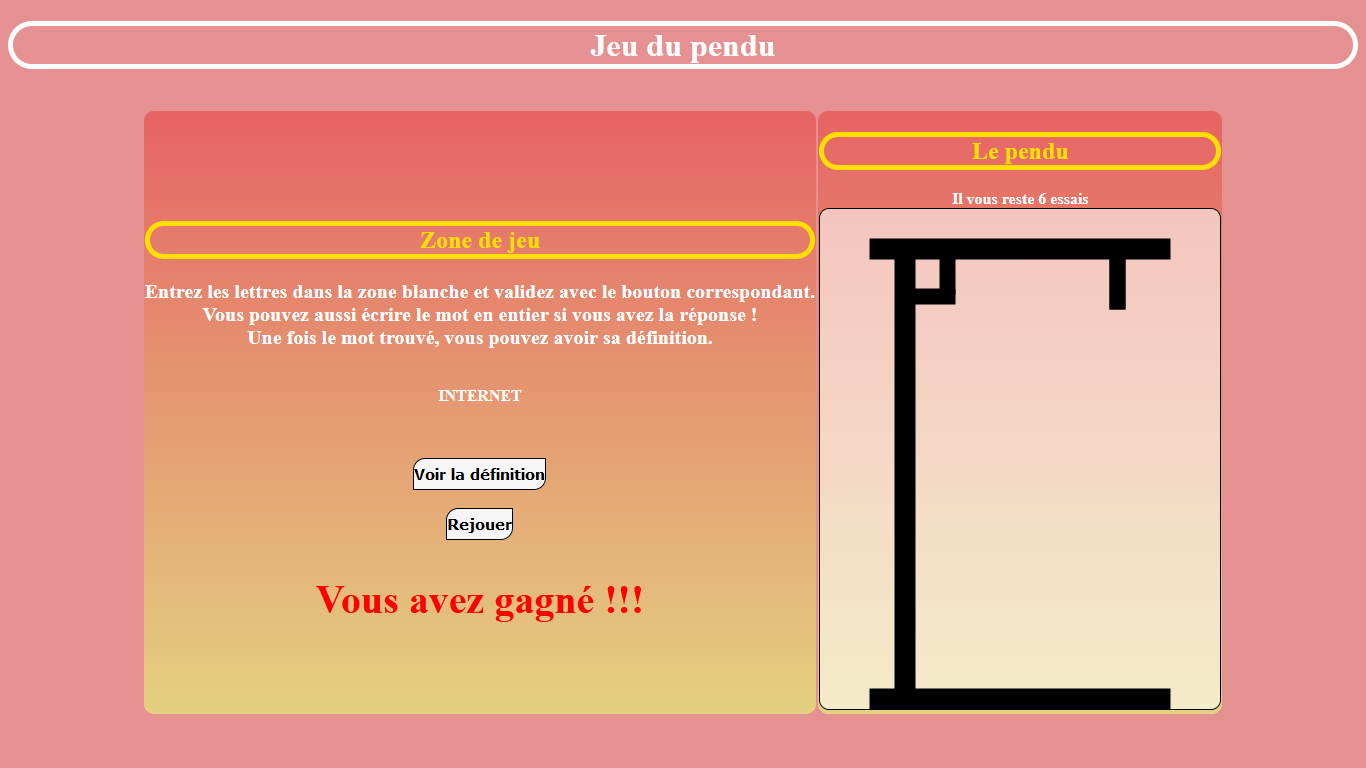 Jeu du pendu
Zone de jeu
Entrez les lettres dans la zone blanche et validez avec le bouton correspondant.
Vous pouvez aussi écrire le mot en entier si vous avez la réponse !
Une fois le mot trouvé, vous pouvez avoir sa définition.
INTERNET
Voir la définition
Rejouer
Vous avez gagné !!!
Le pendu
Il vous reste 6 essais